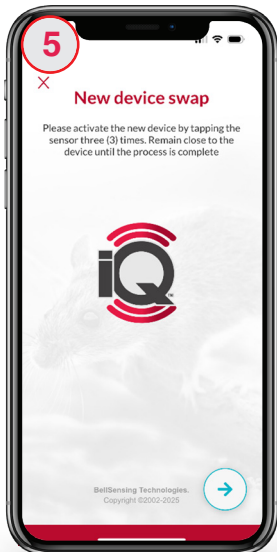 5
New device swap
Please activate the new device by tapping the
sensor three (3) times. Remain close to the
device until the process is complete
iQ™
BellSensing Technologies.
Copyright ©2002-2025